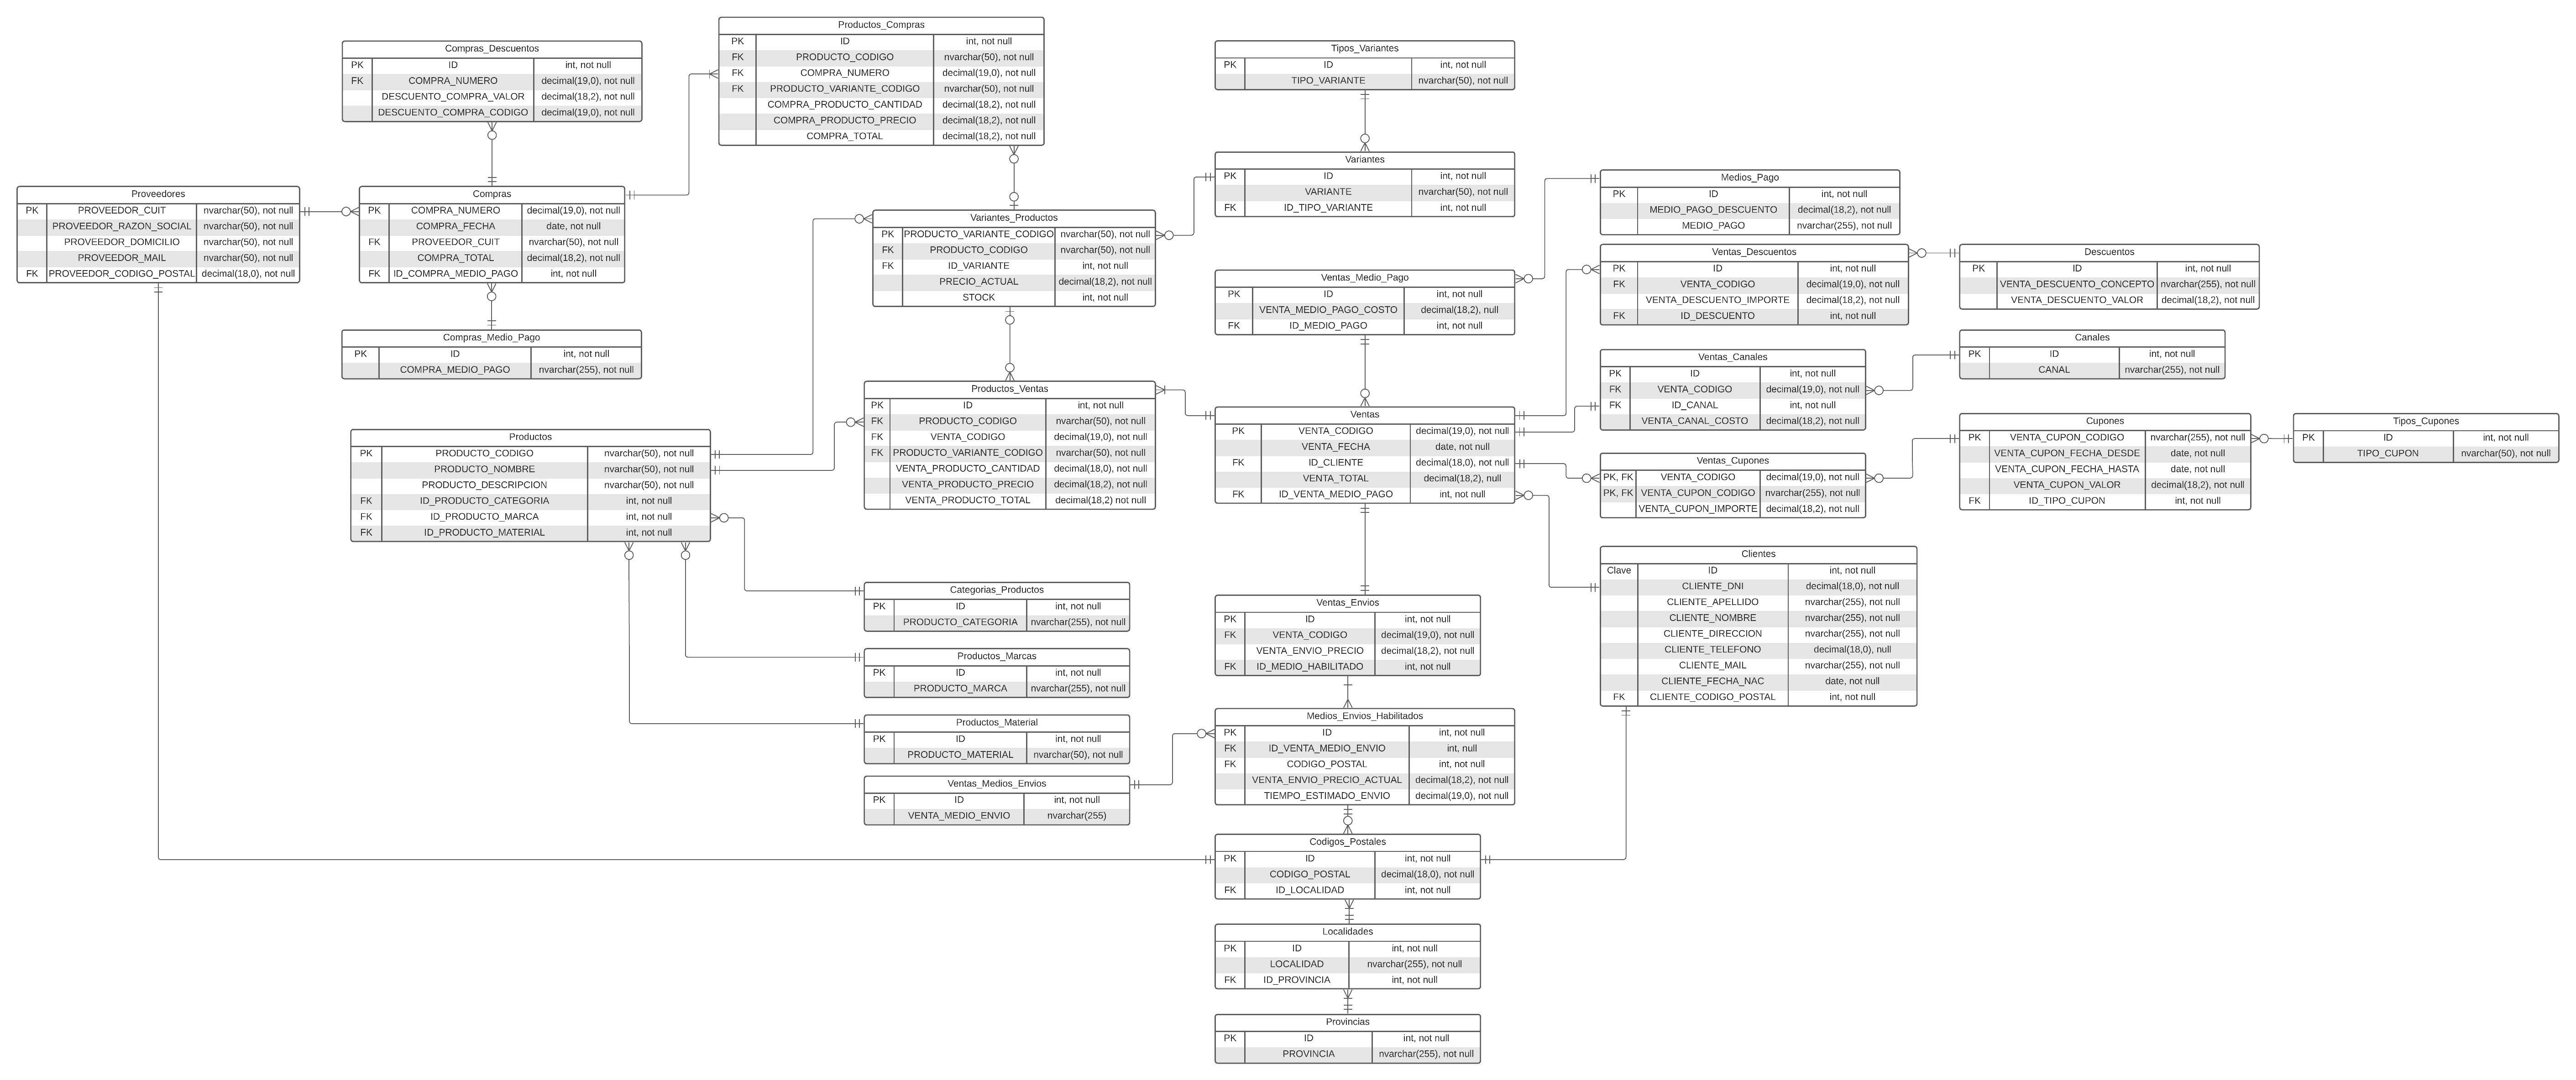 Productos_Compras
PK ID int, not null
FK PRODUCTO_CODIGO nvarchar(50), not null
FK COMPRA_NUMERO decimal(19,0), not null
FK PRODUCTO_VARIANTE_CODIGO nvarchar(50), not null
COMPRA_PRODUCTO_CANTIDAD decimal(18,2), not null
COMPRA_PRODUCTO_PRECIO decimal(18,2), not null
COMPRA_TOTAL decimal(18,2), not null
Compras_Descuentos
PK ID int, not null
FK COMPRA_NUMERO decimal(19,0), not null
DESCUENTO_COMPRA_VALOR decimal(18,2), not null
DESCUENTO_COMPRA_CODIGO decimal(19,0), not null
Tipos_Variantes
PK ID int, not null
TIPO_VARIANTE nvarchar(50), not null
Variantes
PK ID int, not null
VARIANTE nvarchar(50), not null
FK ID_TIPO_VARIANTE int, not null
Medios_Pago
PK ID int, not null
MEDIO_PAGO_DESCUENTO decimal(18,2), not null
MEDIO_PAGO nvarchar(255), not null
Proveedores
PK PROVEEDOR_CUIT nvarchar(50), not null
PROVEEDOR_RAZON_SOCIAL nvarchar(50), not null
PROVEEDOR_DOMICILIO nvarchar(50), not null
PROVEEDOR_MAIL nvarchar(50), not null
FK PROVEEDOR_CODIGO_POSTAL decimal(18,0), not null
Compras
PK COMPRA_NUMERO decimal(19,0), not null
COMPRA_FECHA date, not null
FK PROVEEDOR_CUIT nvarchar(50), not null
COMPRA_TOTAL decimal(18,2), not null
FK ID_COMPRA_MEDIO_PAGO int, not null
Variantes_Productos
PK PRODUCTO_VARIANTE_CODIGO nvarchar(50), not null
FK PRODUCTO_CODIGO nvarchar(50), not null
FK ID_VARIANTE int, not null
PRECIO_ACTUAL decimal(18,2), not null
STOCK int, not null
Ventas_Medio_Pago
PK ID int, not null
VENTA_MEDIO_PAGO_COSTO decimal(18,2), null
FK ID_MEDIO_PAGO int, not null
Ventas_Descuentos
PK ID int, not null
FK VENTA_CODIGO decimal(19,0), not null
VENTA_DESCUENTO_IMPORTE decimal(18,2), not null
FK ID_DESCUENTO int, not null
Descuentos
PK ID int, not null
VENTA_DESCUENTO_CONCEPTO nvarchar(255), not null
VENTA_DESCUENTO_VALOR decimal(18,2), not null
Compras_Medio_Pago
PK ID int, not null
COMPRA_MEDIO_PAGO nvarchar(255), not null
Ventas_Canales
PK ID int, not null
FK VENTA_CODIGO decimal(19,0), not null
FK ID_CANAL int, not null
VENTA_CANAL_COSTO decimal(18,2), not null
Canales
PK ID int, not null
CANAL nvarchar(255), not null
Productos_Ventas
PK ID int, not null
FK PRODUCTO_CODIGO nvarchar(50), not null
FK VENTA_CODIGO decimal(19,0), not null
FK PRODUCTO_VARIANTE_CODIGO nvarchar(50), not null
VENTA_PRODUCTO_CANTIDAD decimal(18,0), not null
VENTA_PRODUCTO_PRECIO decimal(18,2), not null
VENTA_PRODUCTO_TOTAL decimal(18,2) not null
Ventas
PK VENTA_CODIGO decimal(19,0), not null
VENTA_FECHA date, not null
FK ID_CLIENTE decimal(18,0), not null
VENTA_TOTAL decimal(18,2), null
FK ID_VENTA_MEDIO_PAGO int, not null
Cupones
PK VENTA_CUPON_CODIGO nvarchar(255), not null
VENTA_CUPON_FECHA_DESDE date, not null
VENTA_CUPON_FECHA_HASTA date, not null
VENTA_CUPON_VALOR decimal(18,2), not null
FK ID_TIPO_CUPON int, not null
Tipos_Cupones
PK ID int, not null
TIPO_CUPON nvarchar(50), not null
Productos
PK PRODUCTO_CODIGO nvarchar(50), not null
PRODUCTO_NOMBRE nvarchar(50), not null
PRODUCTO_DESCRIPCION nvarchar(50), not null
FK ID_PRODUCTO_CATEGORIA int, not null
FK ID_PRODUCTO_MARCA int, not null
FK ID_PRODUCTO_MATERIAL int, not null
Ventas_Cupones
PK, FK VENTA_CODIGO decimal(19,0), not null
PK, FK VENTA_CUPON_CODIGO nvarchar(255), not null
VENTA_CUPON_IMPORTE decimal(18,2), not null
Clientes
Clave ID int, not null
CLIENTE_DNI decimal(18,0), not null
CLIENTE_APELLIDO nvarchar(255), not null
CLIENTE_NOMBRE nvarchar(255), not null
CLIENTE_DIRECCION nvarchar(255), not null
CLIENTE_TELEFONO decimal(18,0), null
CLIENTE_MAIL nvarchar(255), not null
CLIENTE_FECHA_NAC date, not null
FK CLIENTE_CODIGO_POSTAL int, not null
Categorias_Productos
PK ID int, not null
PRODUCTO_CATEGORIA nvarchar(255), not null
Ventas_Envios
PK ID int, not null
FK VENTA_CODIGO decimal(19,0), not null
VENTA_ENVIO_PRECIO decimal(18,2), not null
FK ID_MEDIO_HABILITADO int, not null
Productos_Marcas
PK ID int, not null
PRODUCTO_MARCA nvarchar(255), not null
Productos_Material
PK ID int, not null
PRODUCTO_MATERIAL nvarchar(50), not null
Medios_Envios_Habilitados
PK ID int, not null
FK ID_VENTA_MEDIO_ENVIO int, null
FK CODIGO_POSTAL int, not null
VENTA_ENVIO_PRECIO_ACTUAL decimal(18,2), not null
TIEMPO_ESTIMADO_ENVIO decimal(19,0), not null
Ventas_Medios_Envios
PK ID int, not null
VENTA_MEDIO_ENVIO nvarchar(255)
Codigos_Postales
PK ID int, not null
CODIGO_POSTAL decimal(18,0), not null
FK ID_LOCALIDAD int, not null
Localidades
PK ID int, not null
LOCALIDAD nvarchar(255), not null
FK ID_PROVINCIA int, not null
Provincias
PK ID int, not null
PROVINCIA nvarchar(255), not null